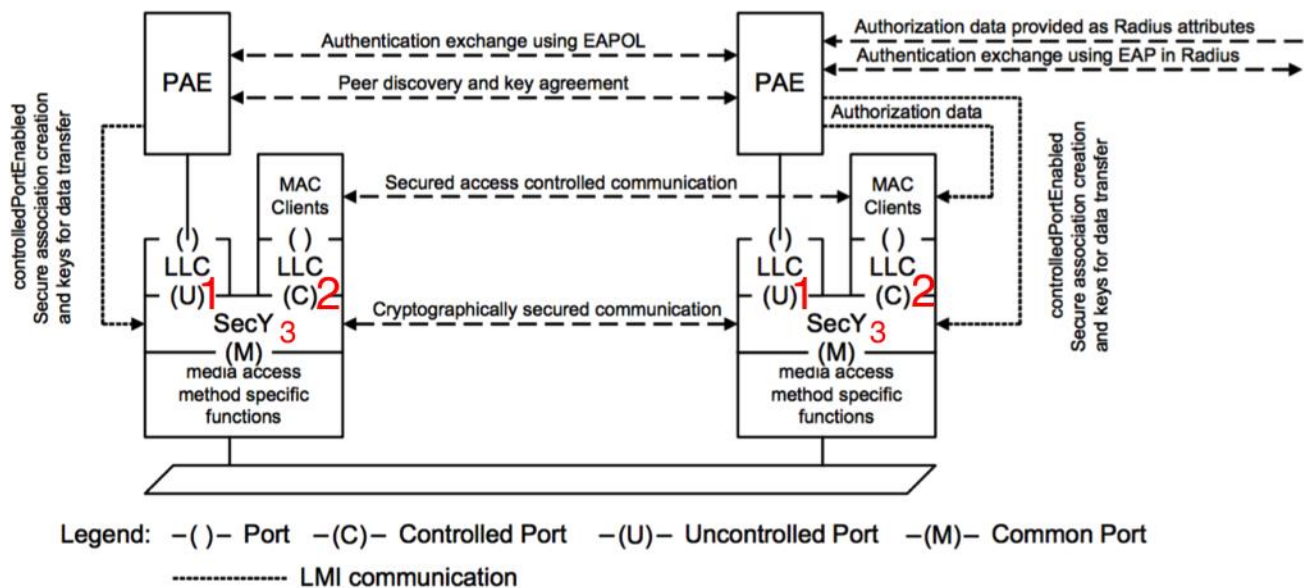 Authentication exchange using EAPOL
Authorization data provided as Radius attributes
Authentication exchange using EAP in Radius
PAE
Peer discovery and key agreement
PAE
Authorization data
controlledPortEnabled
Secure association creation
and keys for data transfer
MAC
Clients
Secured access controlled communication
MAC
Clients
controlledPortEnabled
Secure association creation
and keys for data transfer
( )
( )
( )
( )
LLC
LLC
LLC
LLC
(U) 1
(C) 2
(U) 1
(C) 2
SecY 3
Cryptographically secured communication
SecY 3
(M)
(M)
media access
method specific
functions
media access
method specific
functions
Legend: –( )– Port –(C)– Controlled Port –(U)– Uncontrolled Port –(M)– Common Port
LMI communication